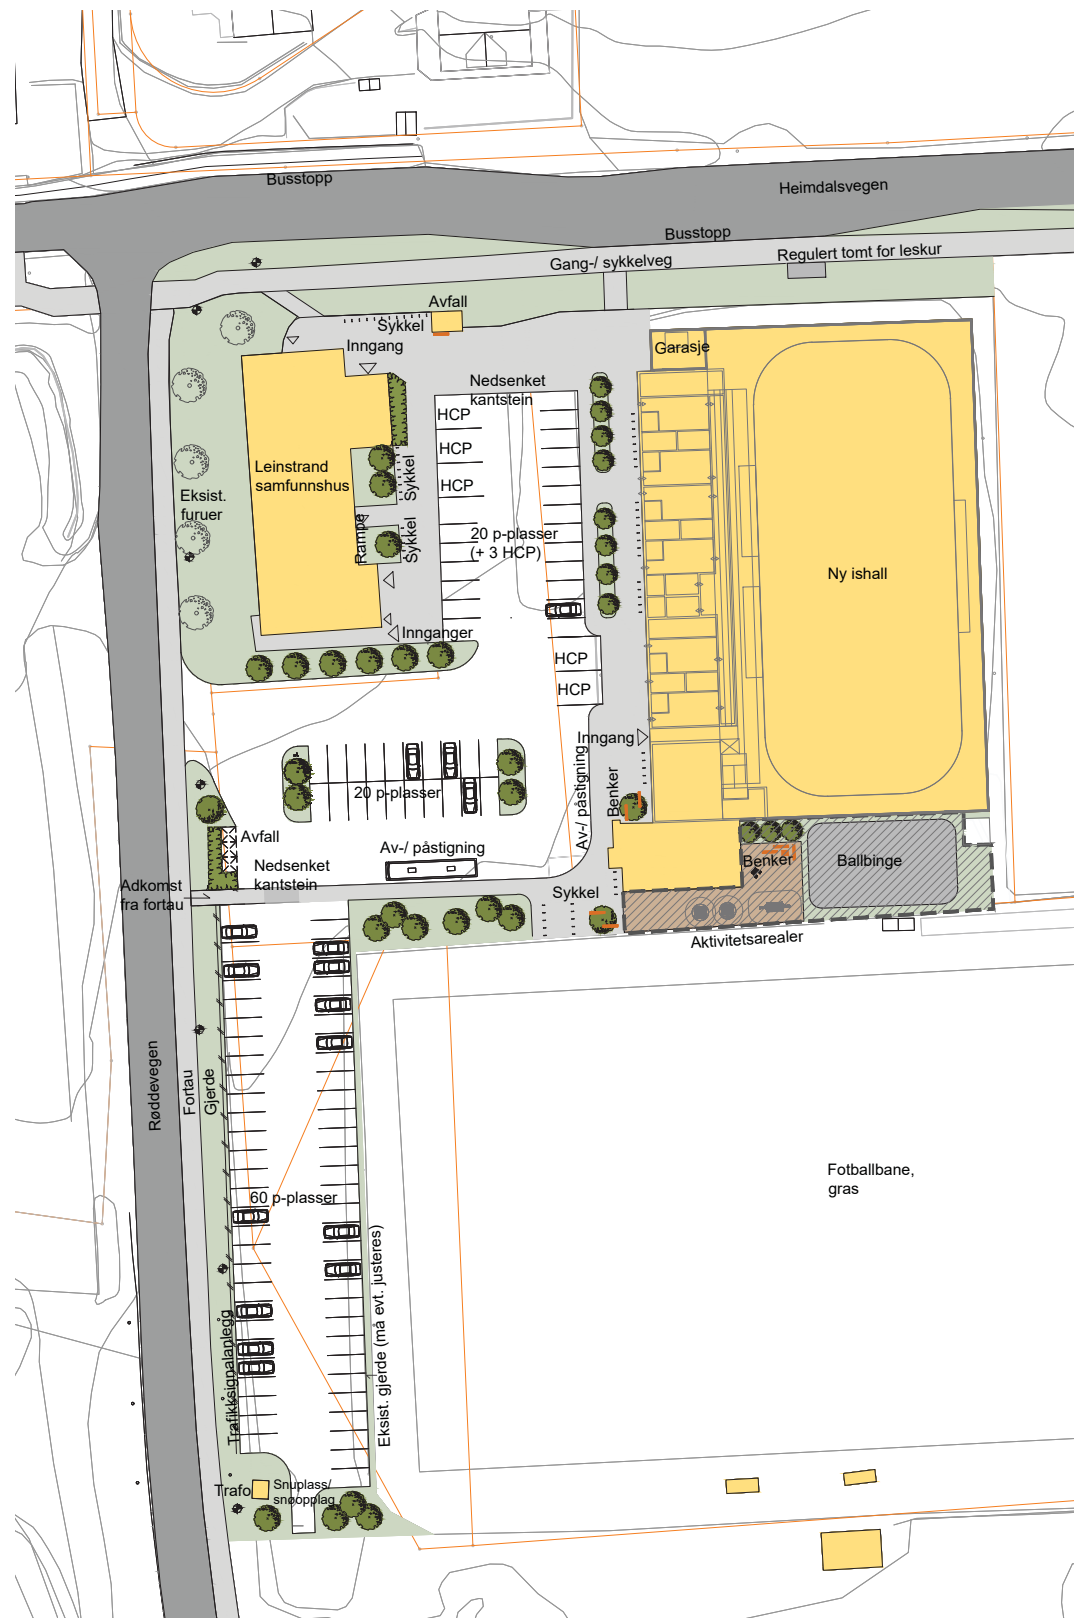 Busstopp
Heimdalsvegen
Busstopp
Regulert tomt for leskur
Gang-/ sykkelveg
Avfall
Sykkel
Inngang
Garasje
Nedsenket
kantstein
HCP
HCP
HCP
Leinstrand
samfunnshus
Sykkel
Eksist.
furuer
Rampe
Sykkel
20 p-plasser
(+ 3 HCP)
Ny ishall
Innganger
HCP
HCP
Inngang
Av-/ påstigning
Benker
20 p-plasser
Avfall
Av-/ påstigning
Nedsenket
kantstein
Benker
Ballbinge
Adkomst
fra fortau
Sykkel
Aktivitetsarealer
Røddevegen
Fortau
Gjerde
60 p-plasser
Fotballbane,
gras
Eksist. gjerde (må evt. justeres)
Trafikksignalanlegg
Trafo
Snuplass/
snøopplag